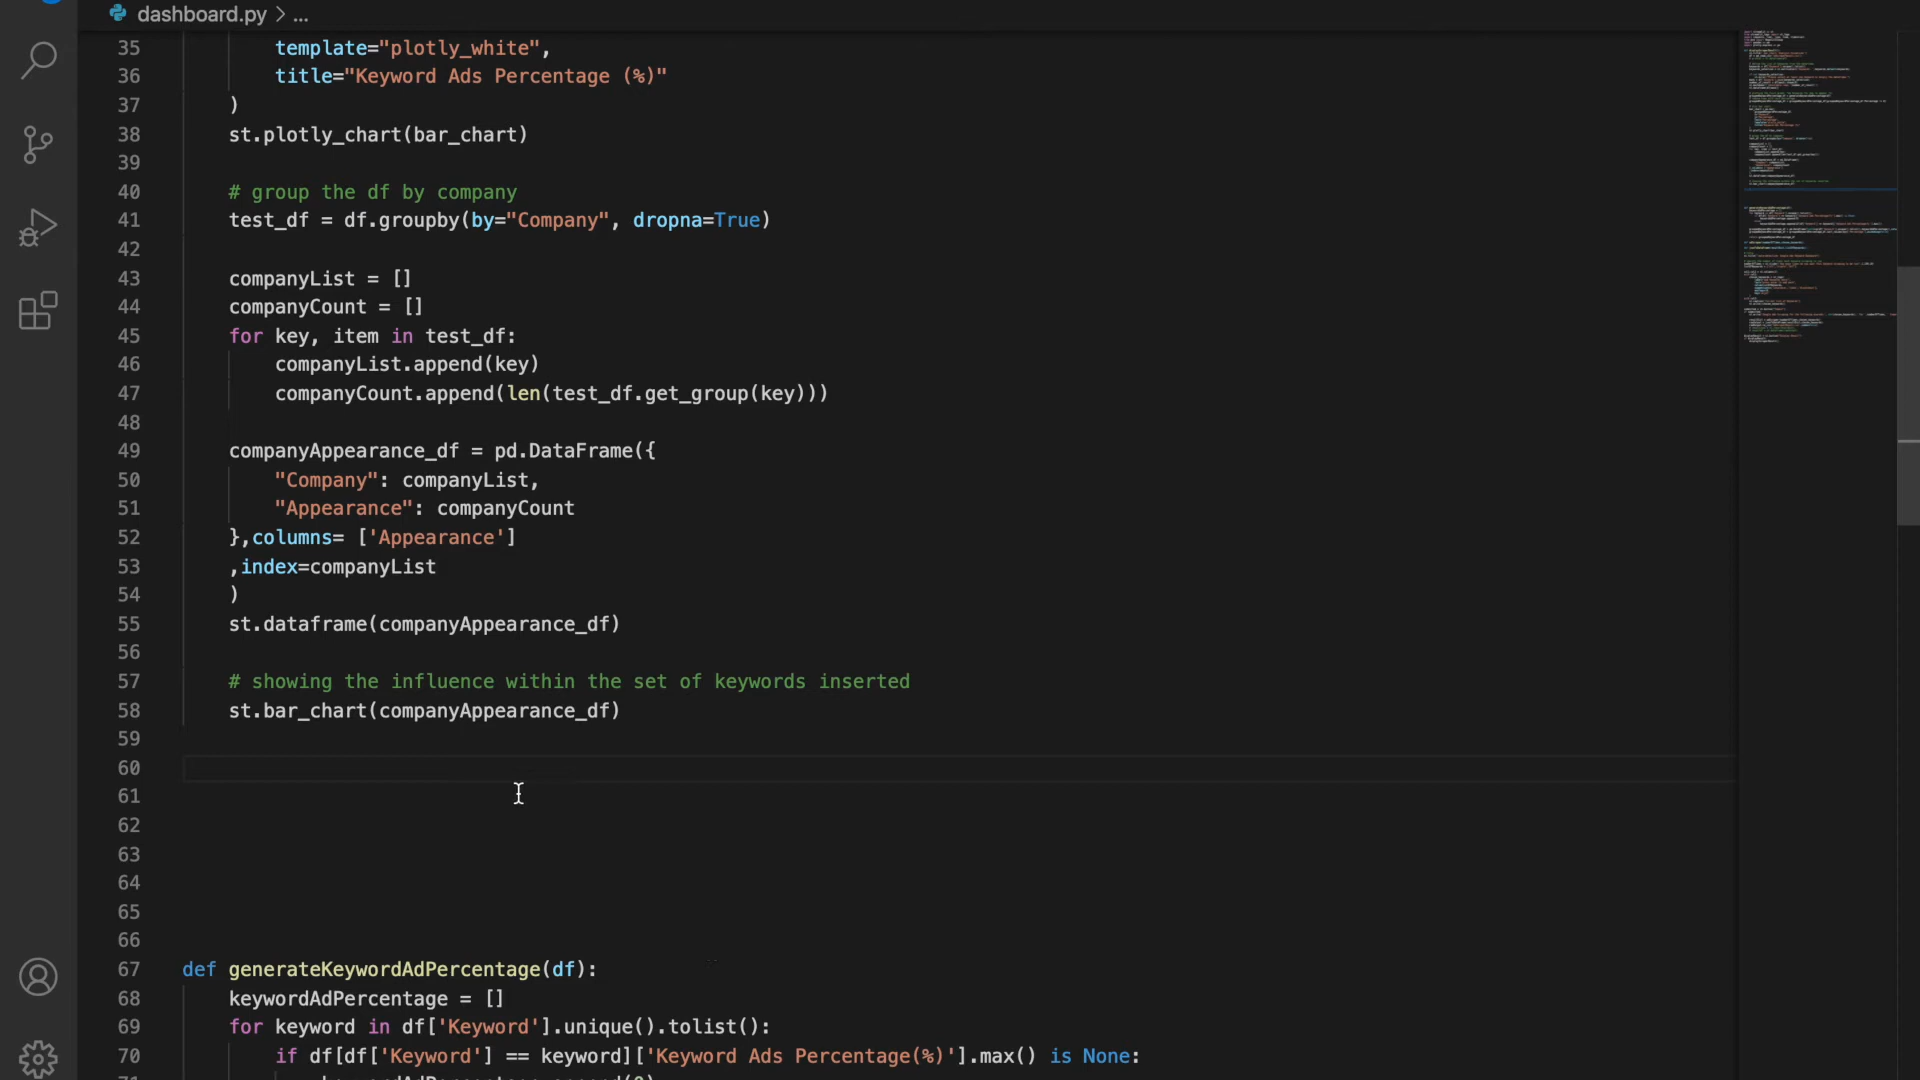 dashboard.py > ...
35 template="plotly_white",
36 title="Keyword Ads Percentage (%)"
37 )
38 st.plotly_chart(bar_chart)
39
40 # group the df by company
41 test_df = df.groupby(by="Company", dropna=True)
42
43 companyList = []
44 companyCount = []
45 for key, item in test_df:
46 companyList.append(key)
47 companyCount.append(len(test_df.get_group(key)))
48
49 companyAppearance_df = pd.DataFrame({
50 "Company": companyList,
51 "Appearance": companyCount
52 },columns= ['Appearance']
53 ,index=companyList
54 )
55 st.dataframe(companyAppearance_df)
56
57 # showing the influence within the set of keywords inserted
58 st.bar_chart(companyAppearance_df)
59
60
61
62
63
64
65
66
67 def generateKeywordAdPercentage(df):
68 keywordAdPercentage = []
69 for keyword in df['Keyword'].unique().tolist():
70 if df[df['Keyword'] == keyword]['Keyword Ads Percentage(%)'].max() is None: